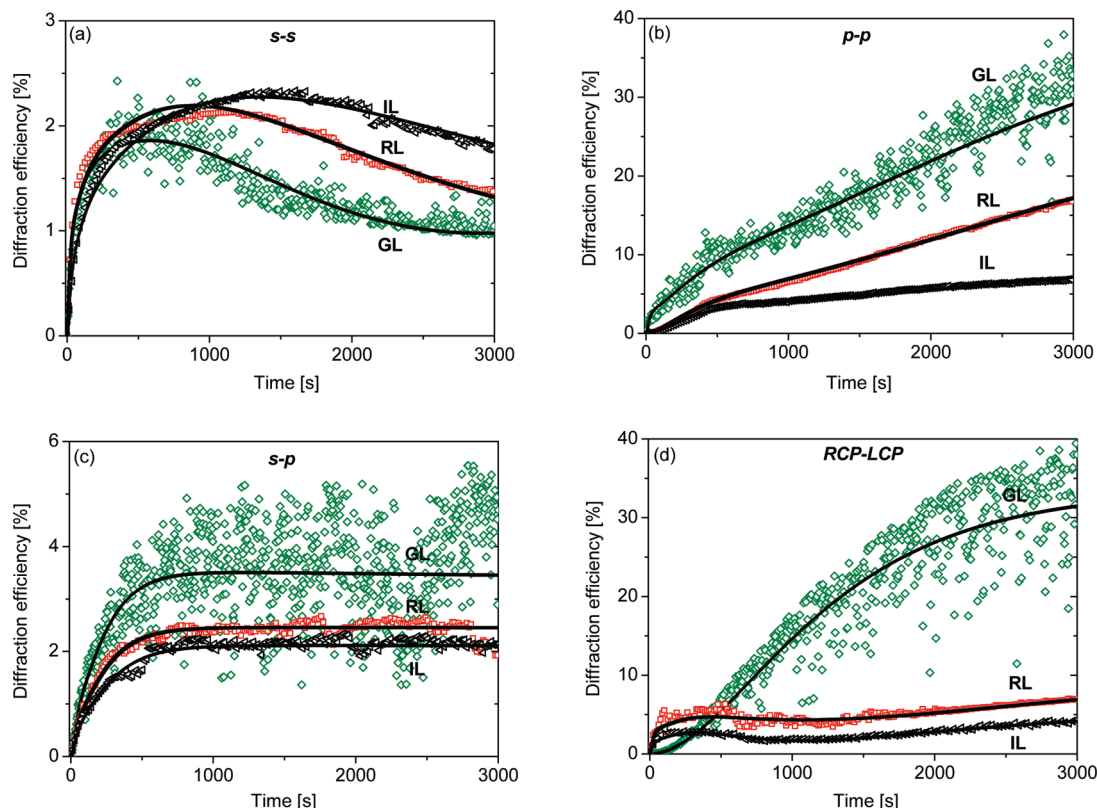 (a)
s-s
3
2
1
0
Diffraction efficiency [%]
IL
RL
GL
0 1000 2000 3000
Time [s]
(b)
p-p
40
30
20
10
0
Diffraction efficiency [%]
GL
RL
IL
0 1000 2000 3000
Time [s]
(c)
s-p
6
4
2
0
Diffraction efficiency [%]
GL
RL
IL
0 1000 2000 3000
Time [s]
(d)
RCP-LCP
40
30
20
10
0
Diffraction efficiency [%]
GL
RL
IL
0 1000 2000 3000
Time [s]